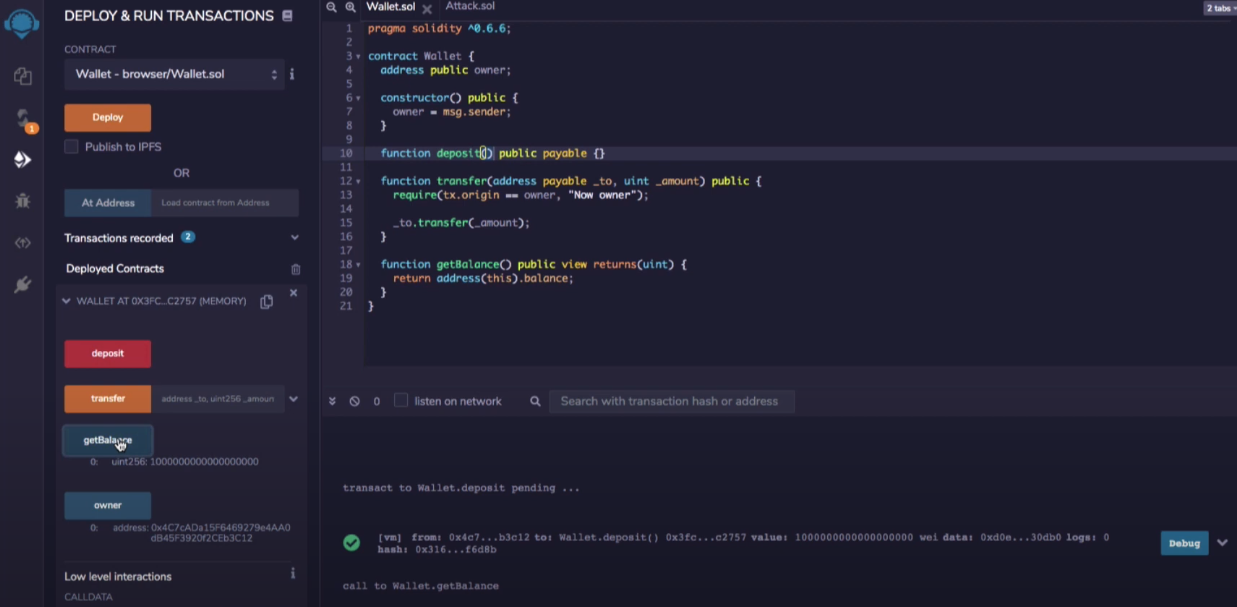 DEPLOY & RUN TRANSACTIONS
CONTRACT
Wallet - browser/Wallet.sol
i
1
Deploy
Publish to IPFS
OR
At Address
Load contract from Address
Transactions recorded 2
Deployed Contracts
WALLET AT 0X3FC...C2757 (MEMORY)
deposit
transfer
address _to, uint256 _amoun
getBalance
0: uint256: 1000000000000000000
owner
0: address: 0x4C7cADa15F6469279e4AA0
dB45F3920f2CEb3C12
Low level interactions
i
CALLDATA
Wallet.sol
Attack.sol
2 tabs
1 pragma solidity ^0.6.6;
2
3 contract Wallet {
4 address public owner;
5
6 constructor() public {
7 owner = msg.sender;
8 }
9
10 function deposit() public payable {}
11
12 function transfer(address payable _to, uint _amount) public {
13 require(tx.origin == owner, "Now owner");
14
15 _to.transfer(_amount);
16 }
17
18 function getBalance() public view returns(uint) {
19 return address(this).balance;
20 }
21 }
0 listen on network
Search with transaction hash or address
transact to Wallet.deposit pending ...
[vm] from: 0x4c7...b3c12 to: Wallet.deposit() 0x3fc...c2757 value: 1000000000000000000 wei data: 0xd0e...30db0 logs: 0
hash: 0x316...f6d8b
Debug
call to Wallet.getBalance